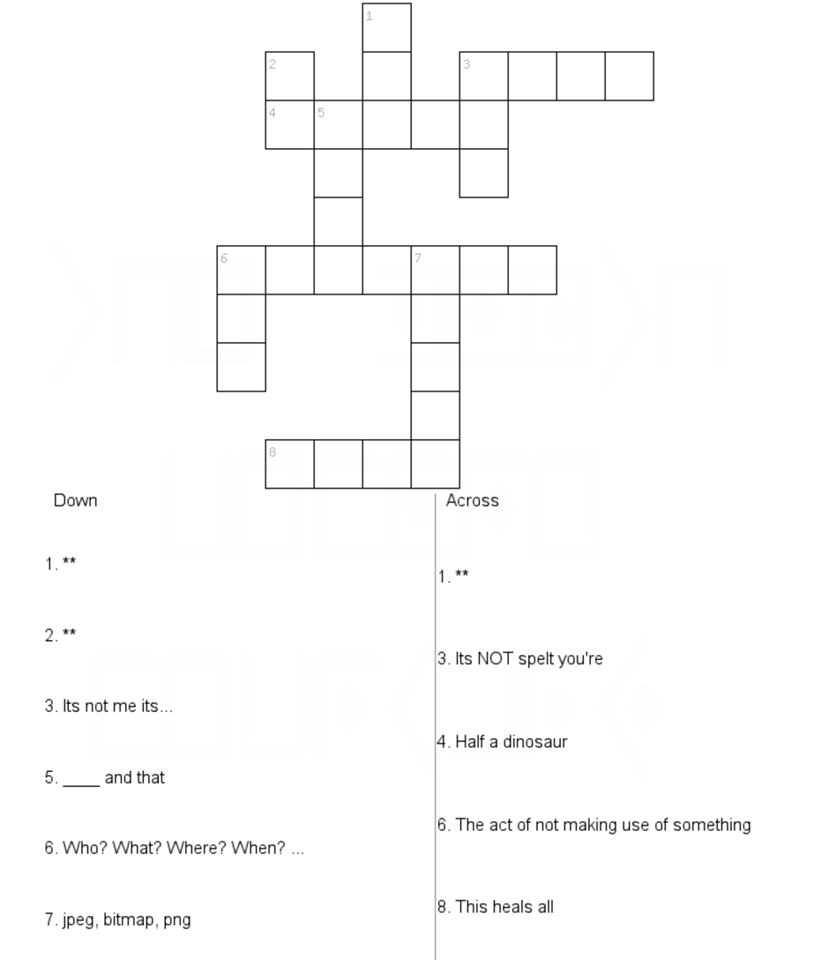 1
2
3
4 5
6 7
8
Down
1. **
2. **
3. Its not me its...
5. ____ and that
6. Who? What? Where? When? ...
7. jpeg, bitmap, png
Across
1. **
3. Its NOT spelt you're
4. Half a dinosaur
6. The act of not making use of something
8. This heals all